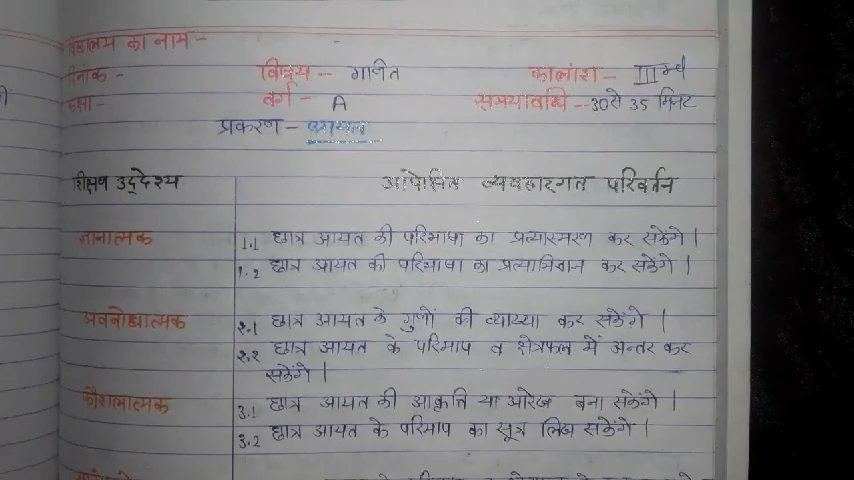 विद्यालय का नाम -
दिनांक - विषय - गणित कालांश - III र्थ
कक्षा - वर्ग - A समयावधि - 30 से 35 मिनट
प्रकरण - आयत
शिक्षण उद्देश्य अपेक्षित व्यवहारगत परिवर्तन
ज्ञानात्मक 1.1 छात्र आयत की परिभाषा का प्रत्यास्मरण कर सकेंगे |
1.2 छात्र आयत की परिभाषा का प्रत्याभिज्ञान कर सकेंगे |
प्रवबोधात्मक 2.1 छात्र आयत के गुणों की व्याख्या कर सकेंगे |
2.2 छात्र आयत के परिमाप व क्षेत्रफल में अन्तर कर
सकेंगे |
कौशलात्मक 3.1 छात्र आयत की आकृति या आरेख बना सकेंगे |
3.2 छात्र आयत के परिमाप का सूत्र लिख सकेंगे |